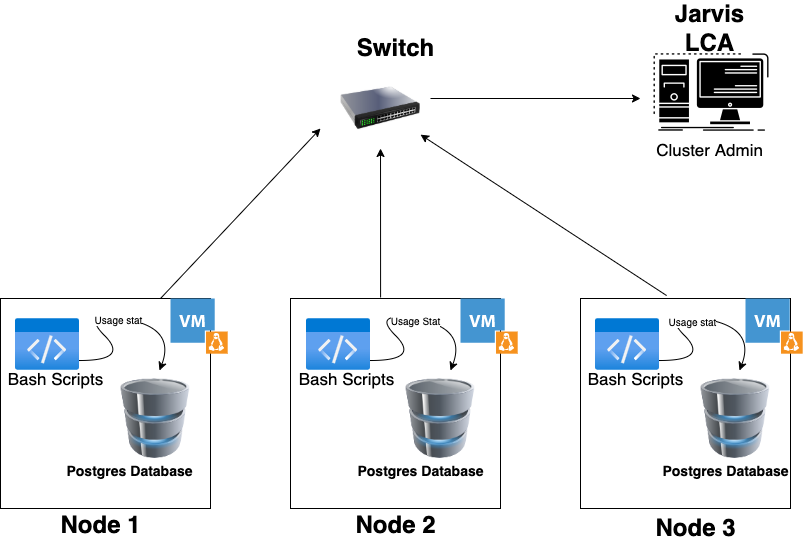 Jarvis
LCA
Switch
Cluster Admin
Usage stat
VM
Bash Scripts
Postgres Database
Node 1
Usage Stat
VM
Bash Scripts
Postgres Database
Node 2
Usage stat
VM
Bash Scripts
Postgres Database
Node 3